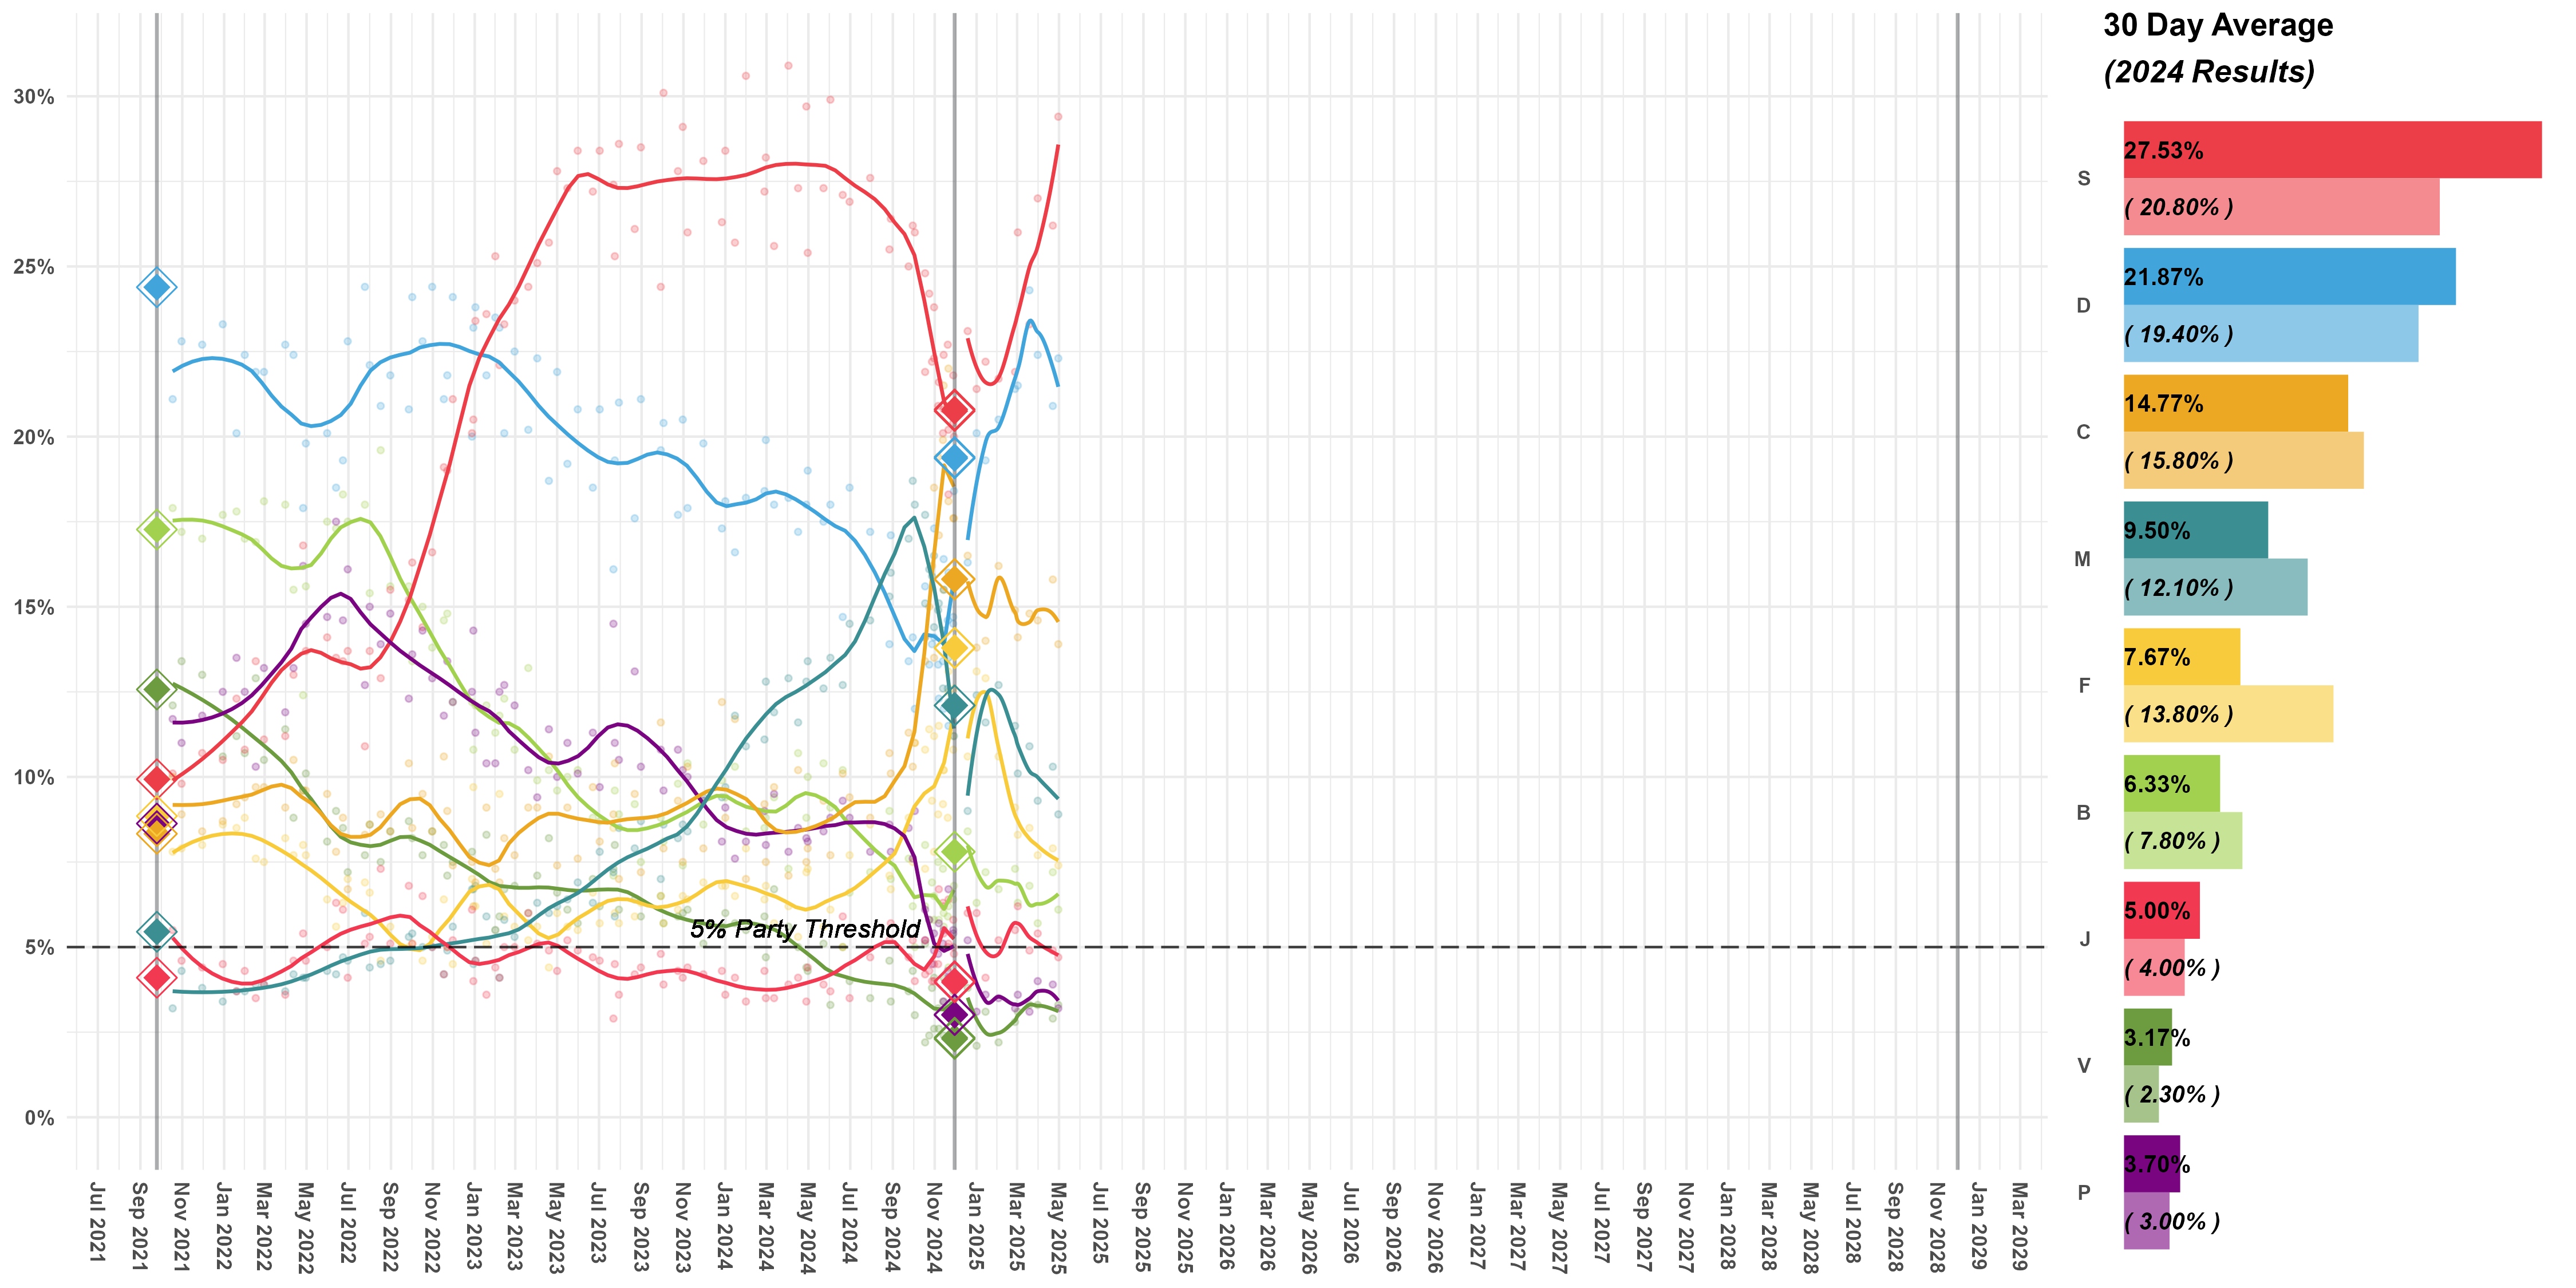 30 Day Average
(2024 Results)
30%
25%
20%
15%
10%
5%
0%
5% Party Threshold
Jul 2021
Sep 2021
Nov 2021
Jan 2022
Mar 2022
May 2022
Jul 2022
Sep 2022
Nov 2022
Jan 2023
Mar 2023
May 2023
Jul 2023
Sep 2023
Nov 2023
Jan 2024
Mar 2024
May 2024
Jul 2024
Sep 2024
Nov 2024
Jan 2025
Mar 2025
May 2025
Jul 2025
Sep 2025
Nov 2025
Jan 2026
Mar 2026
May 2026
Jul 2026
Sep 2026
Nov 2026
Jan 2027
Mar 2027
May 2027
Jul 2027
Sep 2027
Nov 2027
Jan 2028
Mar 2028
May 2028
Jul 2028
Sep 2028
Nov 2028
Jan 2029
Mar 2029
S
27.53%
( 20.80% )
D
21.87%
( 19.40% )
C
14.77%
( 15.80% )
M
9.50%
( 12.10% )
F
7.67%
( 13.80% )
B
6.33%
( 7.80% )
J
5.00%
( 4.00% )
V
3.17%
( 2.30% )
P
3.70%
( 3.00% )